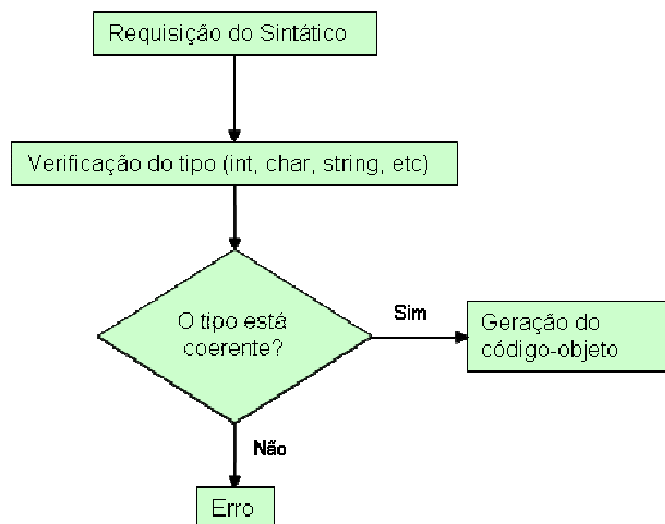 Requisição do Sintático
Verificação do tipo (int, char, string, etc)
O tipo está
coerente?
Sim
Geração do
código-objeto
Não
Erro